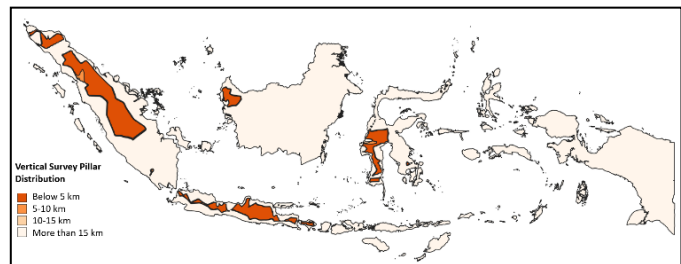 Vertical Survey Pillar
Distribution
Below 5 km
5-10 km
10-15 km
More than 15 km